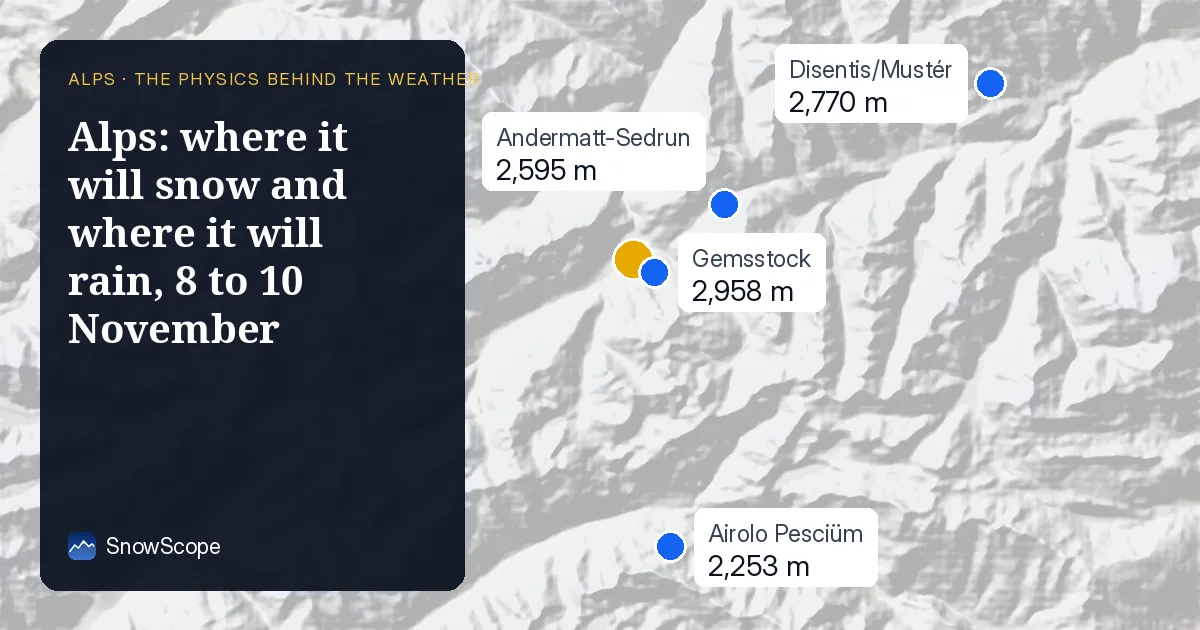 ALPS · THE PHYSICS BEHIND THE WEATHER
Alps: where it
will snow and
where it will
rain, 8 to 10
November
SnowScope
Disentis/Mustér
2,770 m
Andermatt-Sedrun
2,595 m
Gemsstock
2,958 m
Airolo Pesciüm
2,253 m